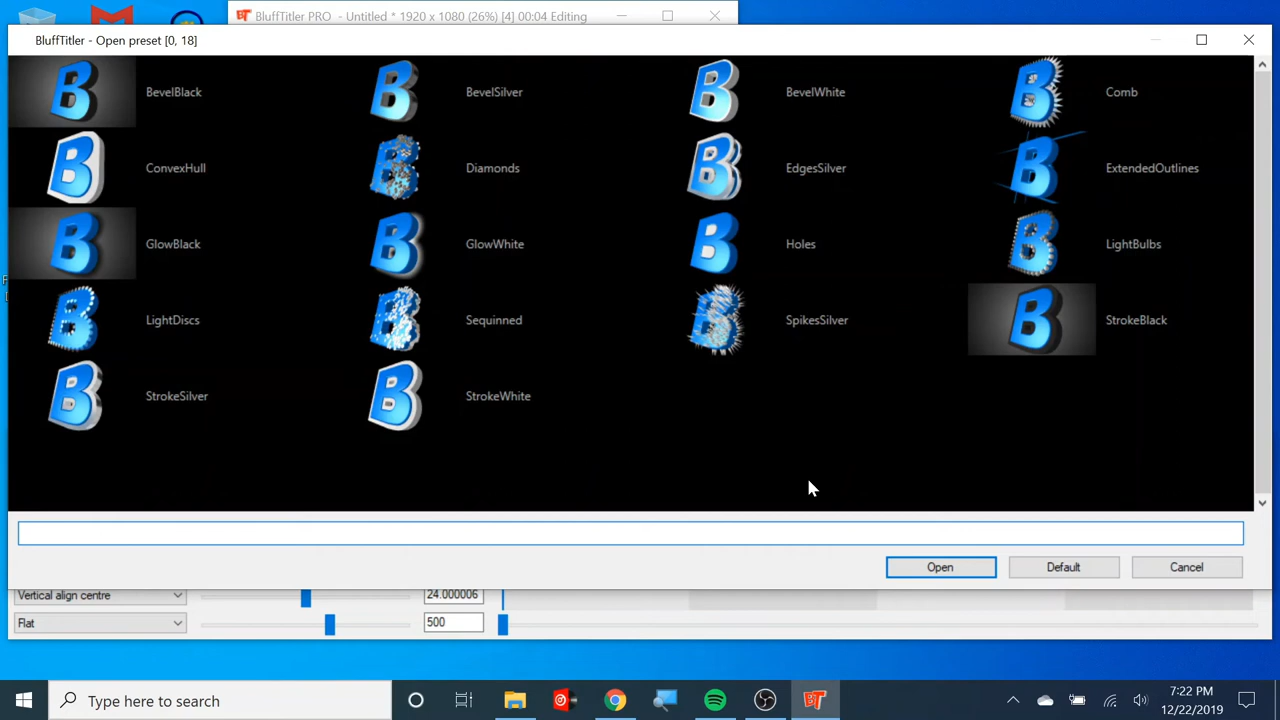 BluffTitler PRO - Untitled * 1920 x 1080 (26%) [4] 00:04 Editing
BluffTitler - Open preset [0, 18]
BevelBlack BevelSilver BevelWhite Comb
ConvexHull Diamonds EdgesSilver ExtendedOutlines
GlowBlack GlowWhite Holes LightBulbs
LightDiscs Sequinned SpikesSilver StrokeBlack
StrokeSilver StrokeWhite
Open Default Cancel
Vertical align centre 24.000006
Flat 500
Type here to search
7:22 PM
12/22/2019